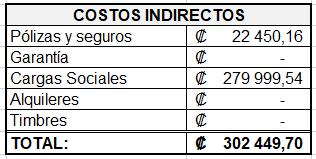 COSTOS INDIRECTOS
Pólizas y seguros ₡ 22 450,16
Garantía ₡ -
Cargas Sociales ₡ 279 999,54
Alquileres ₡ -
Timbres ₡ -
TOTAL: ₡ 302 449,70